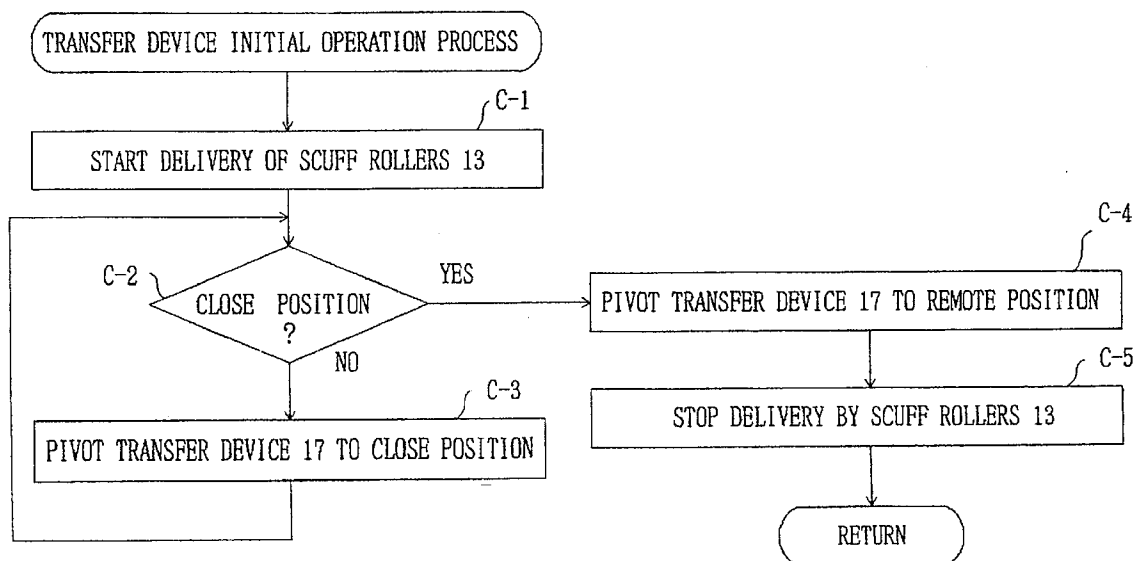 TRANSFER DEVICE INITIAL OPERATION PROCESS
C-1
START DELIVERY OF SCUFF ROLLERS 13
C-2
CLOSE POSITION
?
YES
NO
C-3
PIVOT TRANSFER DEVICE 17 TO CLOSE POSITION
C-4
PIVOT TRANSFER DEVICE 17 TO REMOTE POSITION
C-5
STOP DELIVERY BY SCUFF ROLLERS 13
RETURN